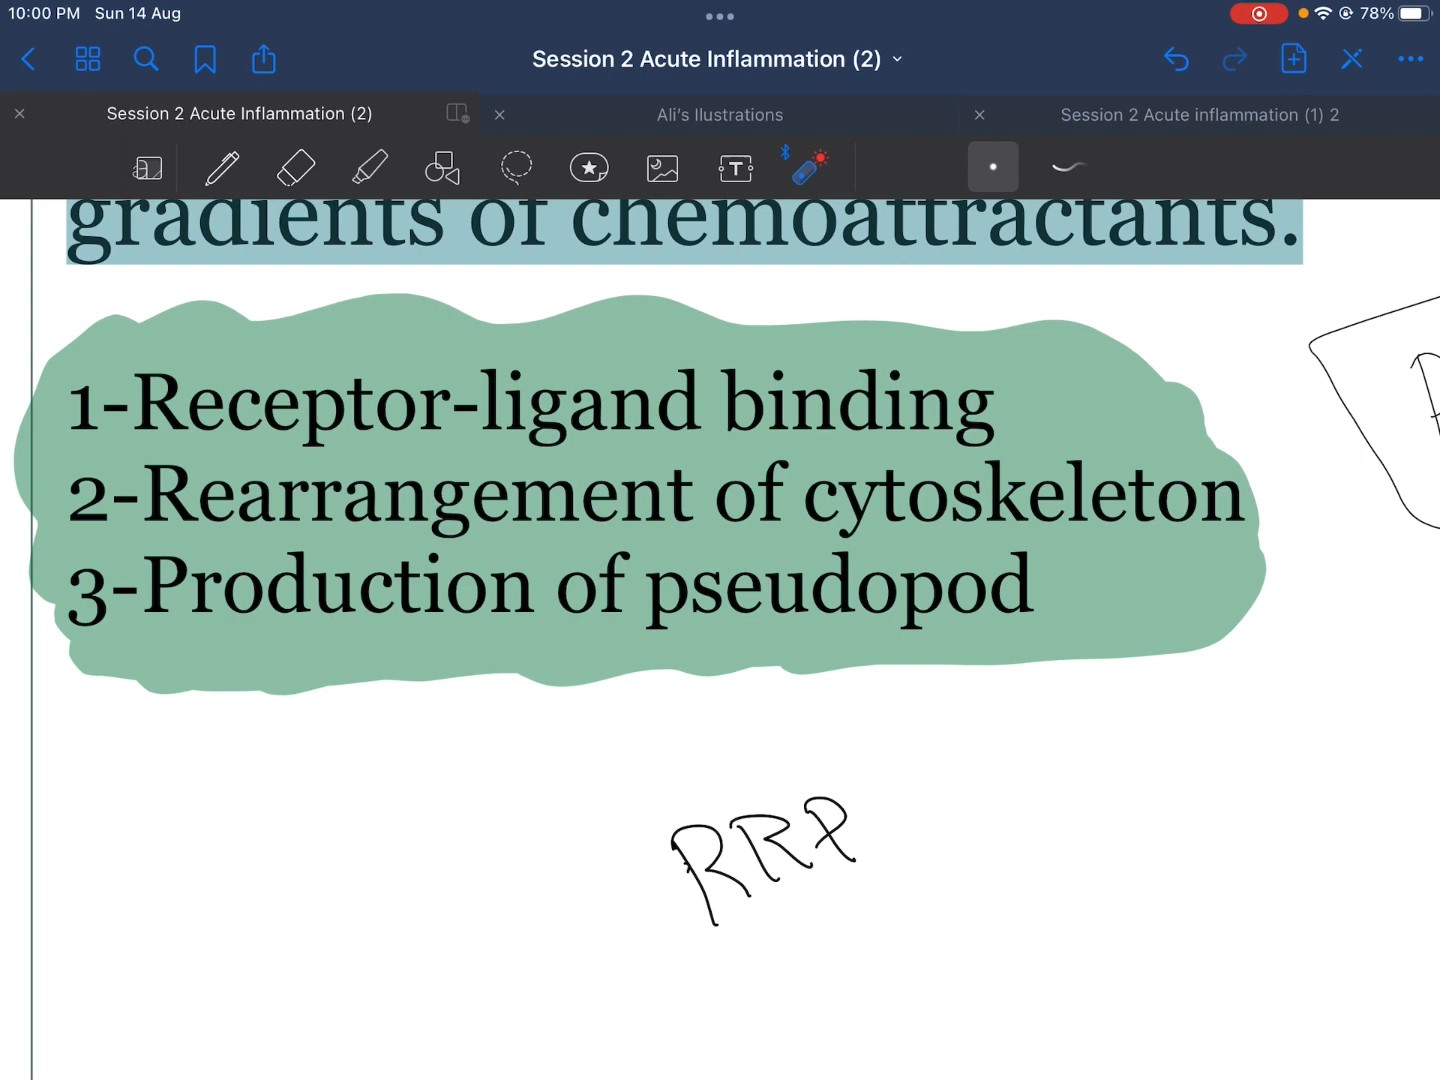 10:00 PM Sun 14 Aug
78%
Session 2 Acute Inflammation (2)
Session 2 Acute Inflammation (2)
Ali's Ilustrations
Session 2 Acute inflammation (1) 2
gradients of chemoattractants.
1-Receptor-ligand binding
2-Rearrangement of cytoskeleton
3-Production of pseudopod
RRP